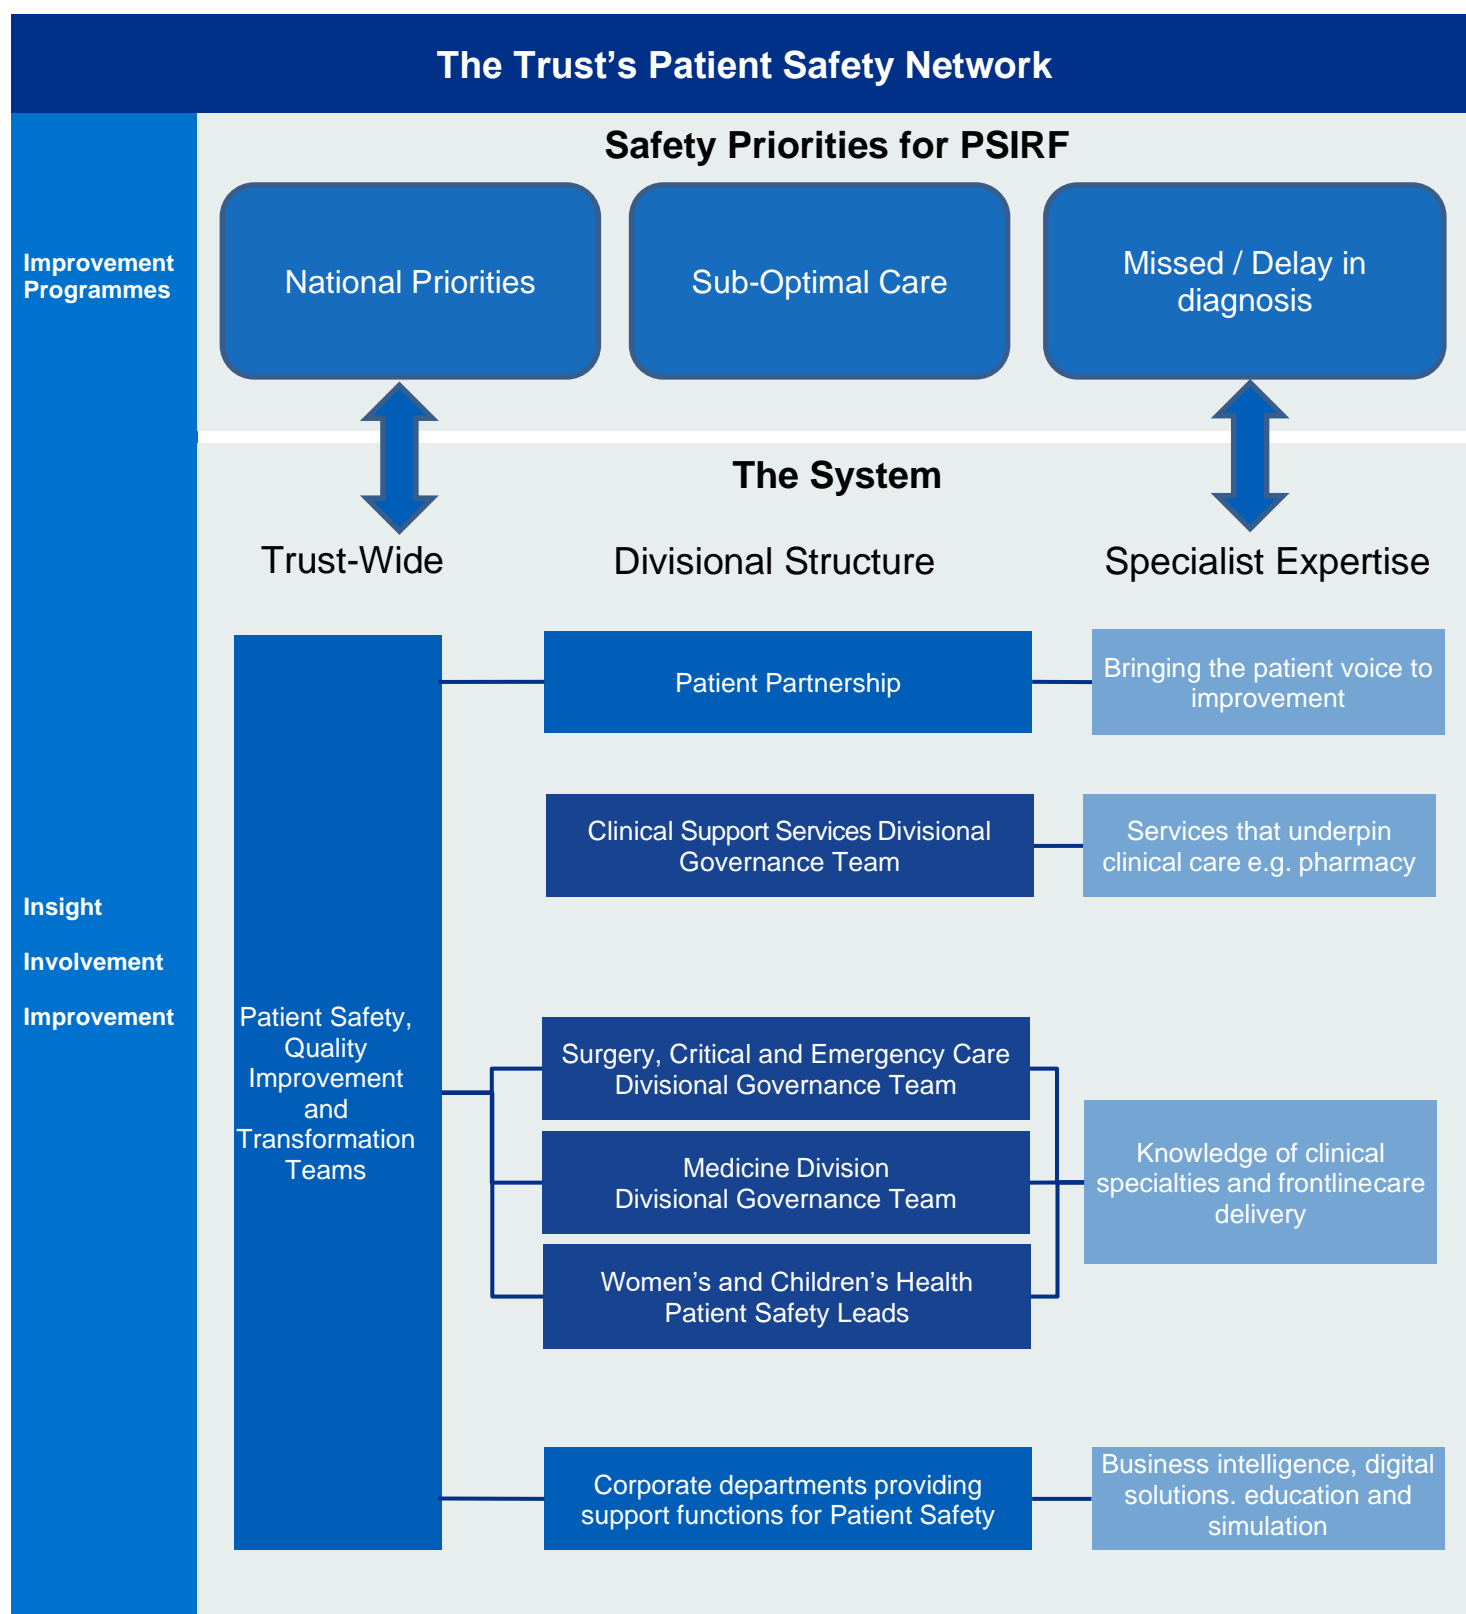 The Trust’s Patient Safety Network
Safety Priorities for PSIRF
Improvement
Programmes
National Priorities
Sub-Optimal Care
Missed / Delay in
diagnosis
The System
Trust-Wide
Divisional Structure
Specialist Expertise
Insight
Involvement
Improvement
Patient Safety,
Quality
Improvement
and
Transformation
Teams
Patient Partnership
Bringing the patient voice to
improvement
Clinical Support Services Divisional
Governance Team
Services that underpin
clinical care e.g. pharmacy
Surgery, Critical and Emergency Care
Divisional Governance Team
Medicine Division
Divisional Governance Team
Women’s and Children’s Health
Patient Safety Leads
Knowledge of clinical
specialties and frontlinecare
delivery
Corporate departments providing
support functions for Patient Safety
Business intelligence, digital
solutions. education and
simulation